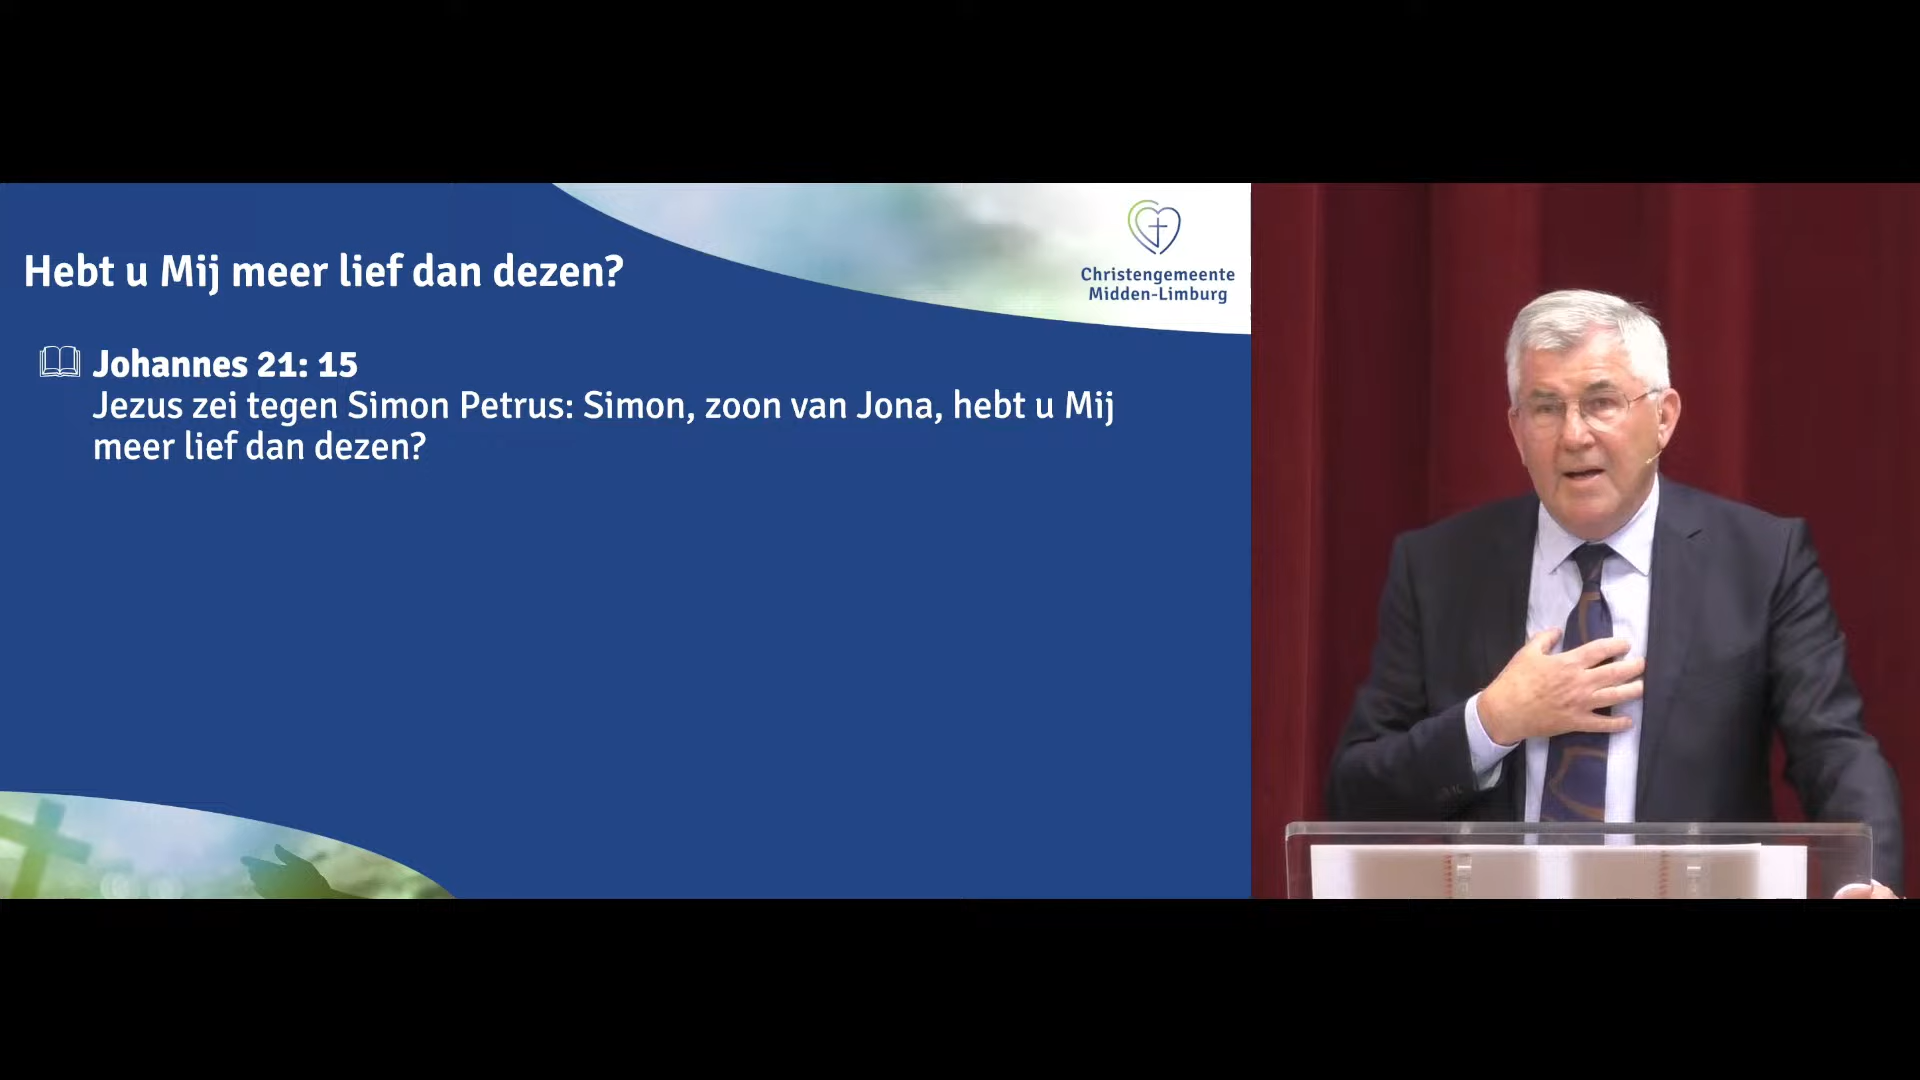 Hebt u Mij meer lief dan dezen?
Christengemeente
Midden-Limburg
Johannes 21: 15
Jezus zei tegen Simon Petrus: Simon, zoon van Jona, hebt u Mij
meer lief dan dezen?